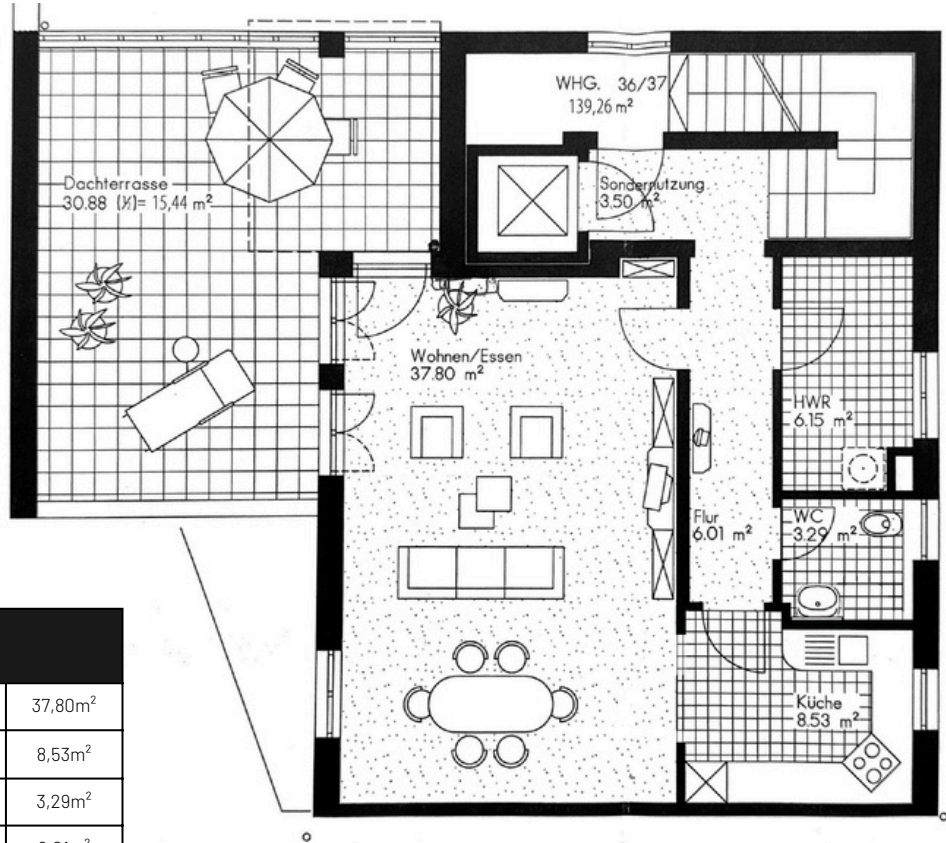 WHG. 36/37
139,26 m²
Dachterrasse
30.88 (½)= 15,44 m²
Sondernutzung
3.50 m²
Wohnen/Essen
37.80 m²
HWR
6.15 m²
Flur
6.01 m²
WC
3.29 m²
Küche
8.53 m²
37,80m²
8,53m²
3,29m²